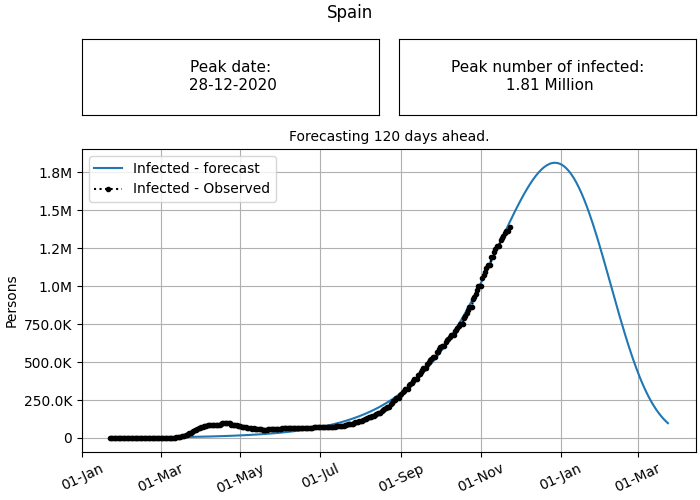 Spain
Peak date:
28-12-2020
Peak number of infected:
1.81 Million
Forecasting 120 days ahead.
Infected - forecast
Infected - Observed
Persons
1.8M
1.5M
1.2M
1.0M
750.0K
500.0K
250.0K
0
01-Jan
01-Mar
01-May
01-Jul
01-Sep
01-Nov
01-Jan
01-Mar